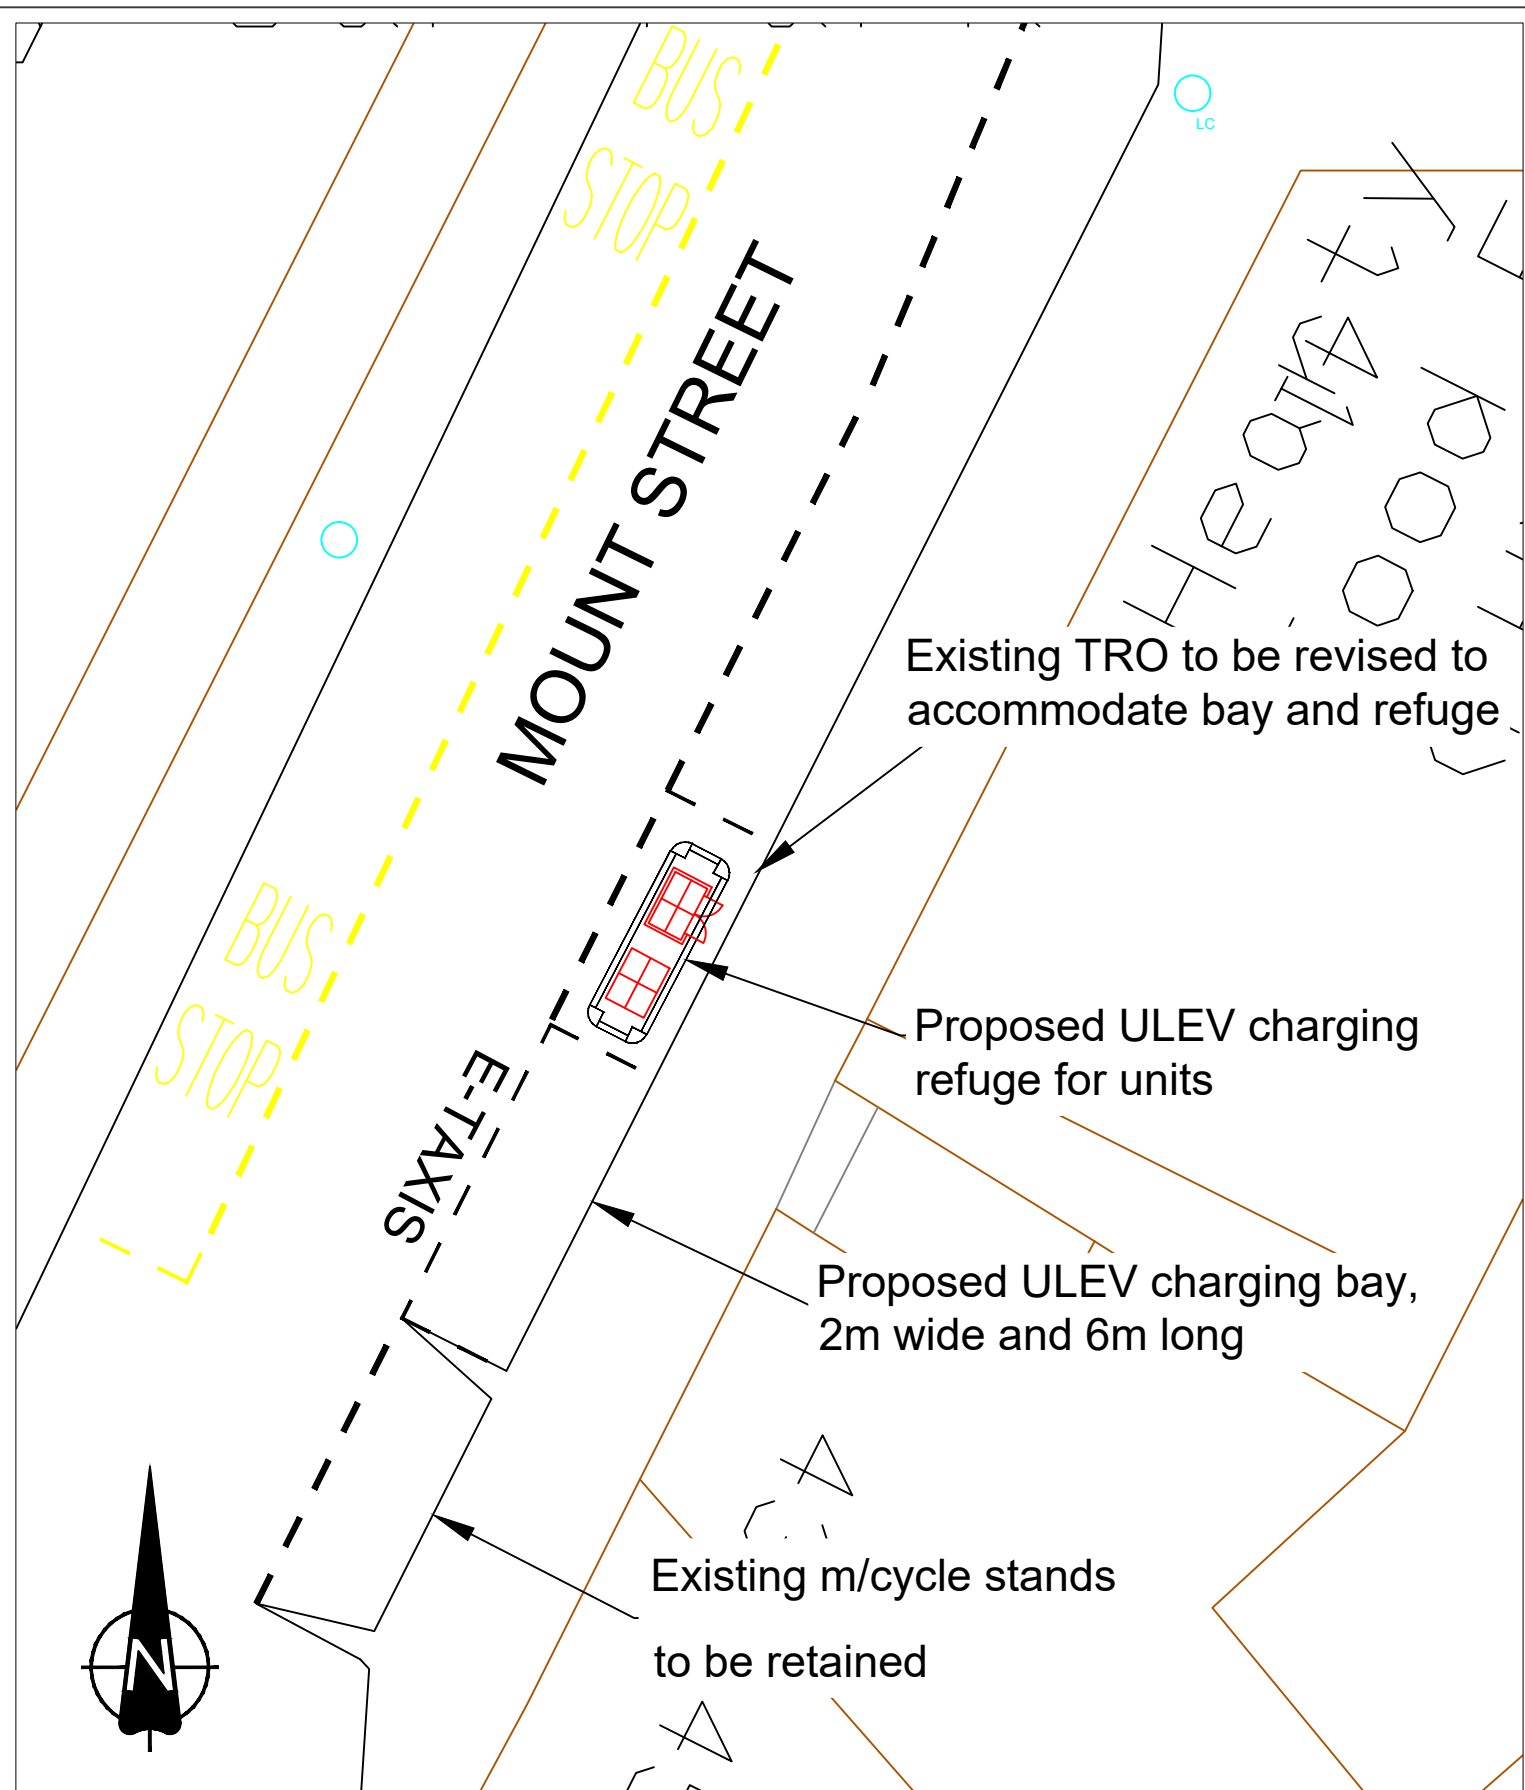 BUS
STOP
LC
MOUNT STREET
Existing TRO to be revised to
accommodate bay and refuge
BUS
STOP
Proposed ULEV charging
refuge for units
E-TAXIS
Proposed ULEV charging bay,
2m wide and 6m long
Existing m/cycle stands
to be retained
N